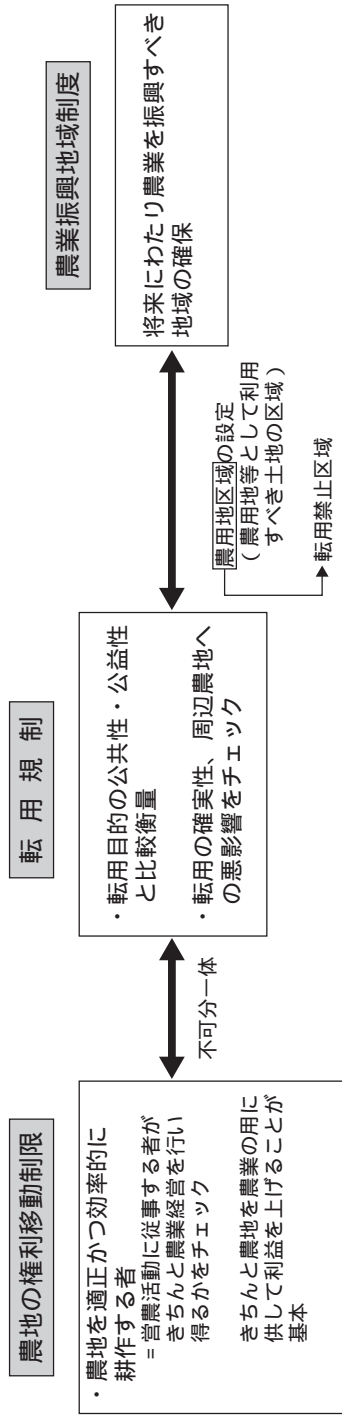 農地の権利移動制限
・農地を適正かつ効率的に
耕作する者
=営農活動に従事する者が
きちんと農業経営を行い
得るかをチェック
きちんと農地を農業の用に
供して利益を上げることが
基本
不可分一体
転用規制
・転用目的の公共性・公益性
と比較衡量
・転用の確実性、周辺農地へ
の悪影響をチェック
農用地区域の設定
(農用地等として利用
すべき土地の区域)
転用禁止区域
農業振興地域制度
将来にわたり農業を振興すべき
地域の確保